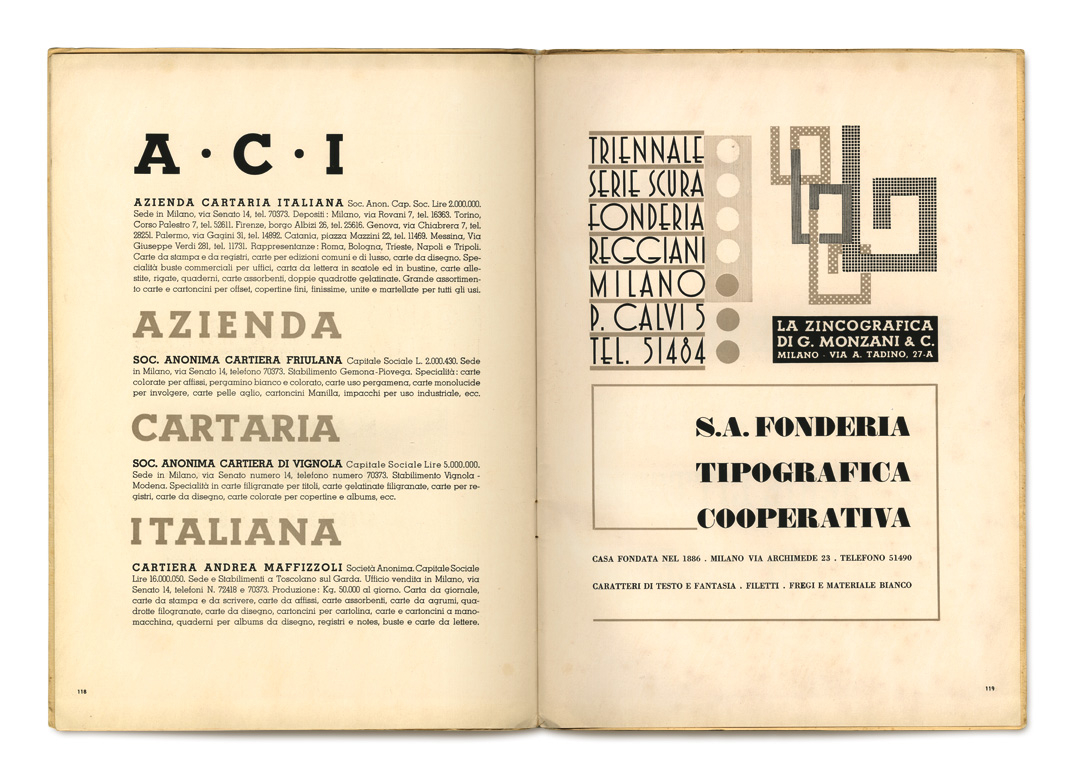 A · C · I
AZIENDA CARTARIA ITALIANA Soc. Anon. Cap. Soc. Lire 2.000.000.
Sede in Milano, via Senato 14, tel. 70373. Depositi: Milano, via Rovani 7, tel. 16363. Torino,
Corso Palestro 7, tel. 52611. Firenze, borgo Albizi 26, tel. 25616. Genova, via Chiabrera 7, tel.
28251. Palermo, via Gagini 31, tel. 14892. Catania, piazza Mazzini 22, tel. 11469. Messina, Via
Giuseppe Verdi 281, tel. 11731. Rappresentanze: Roma, Bologna, Trieste, Napoli e Tripoli.
Carte da stampa e da registri, carte per edizioni comuni e di lusso, carte da disegno. Spe-
cialità buste commerciali per uffici, carta da lettera in scatole ed in bustine, carte alle-
stite, rigate, quaderni, carte assorbenti, doppie quadrotte gelatinate. Grande assortimen-
to carte e cartoncini per offset, copertine fini, finissime, unite e martellate per tutti gli usi.
AZIENDA
SOC. ANONIMA CARTIERA FRIULANA Capitale Sociale L. 2.000.430. Sede
in Milano, via Senato 14, telefono 70373. Stabilimento Gemona-Piovega. Specialità: carte
colorate per affissi, pergamino bianco e colorato, carte uso pergamena, carte monolucide
per involgere, carte pelle aglio, cartoncini Manilla, impacchi per uso industriale, ecc.
CARTARIA
SOC. ANONIMA CARTIERA DI VIGNOLA Capitale Sociale Lire 5.000.000.
Sede in Milano, via Senato numero 14, telefono numero 70373. Stabilimento Vignola -
Modena. Specialità in carte filigranate per titoli, carte gelatinate filigranate, carte per re-
gistri, carte da disegno, carte colorate per copertine e albums, ecc.
ITALIANA
CARTIERA ANDREA MAFFIZZOLI Società Anonima. Capitale Sociale
Lire 16.000.050. Sede e Stabilimenti a Toscolano sul Garda. Ufficio vendita in Milano, via
Senato 14, telefoni N. 72418 e 70373. Produzione: Kg. 50.000 al giorno. Carta da giornale,
carte da stampa e da scrivere, carte da affissi, carte assorbenti, carte da agrumi, qua-
drotte filogranate, carte da disegno, cartoncini per cartolina, carte e cartoncini a mano-
macchina, quaderni per albums da disegno, registri e notes, buste e carte da lettere.
118
TRIENNALE
SERIE SCURA
FONDERIA
REGGIANI
MILANO
P. CALVI 5
TEL. 51484
LA ZINCOGRAFICA
DI G. MONZANI & C.
MILANO · VIA A. TADINO, 27-A
S.A. FONDERIA
TIPOGRAFICA
COOPERATIVA
CASA FONDATA NEL 1886 . MILANO VIA ARCHIMEDE 23 . TELEFONO 51490
CARATTERI DI TESTO E FANTASIA . FILETTI . FREGI E MATERIALE BIANCO
119